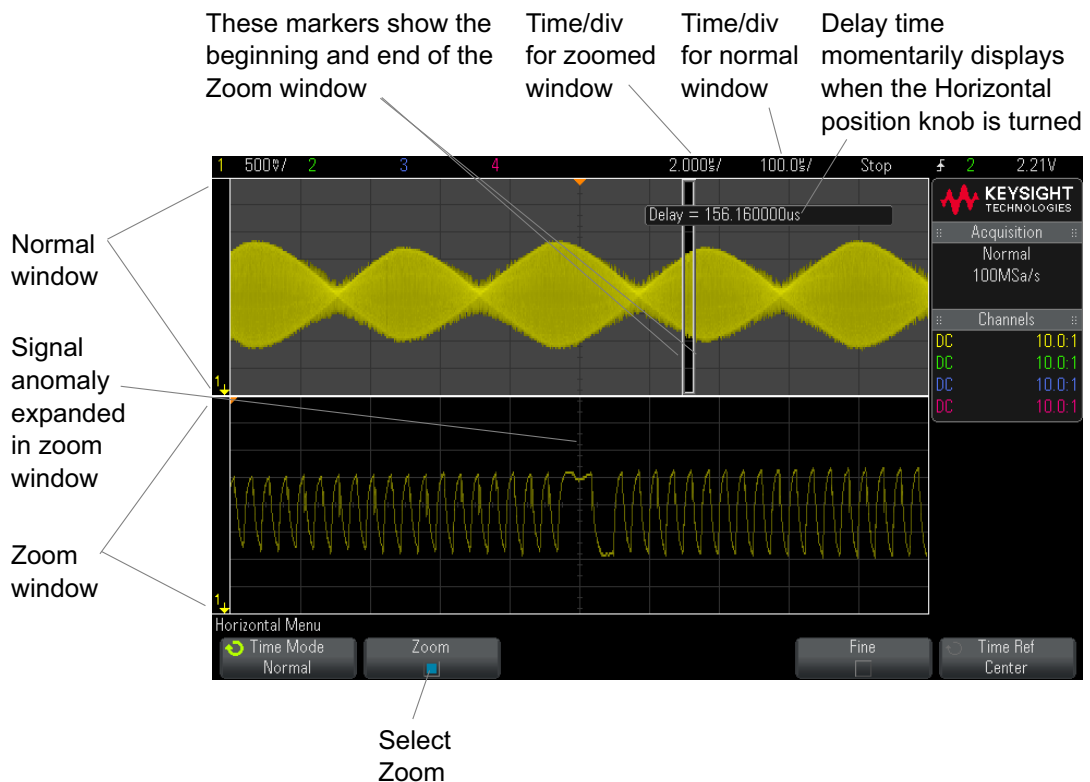 These markers show the
beginning and end of the
Zoom window
Time/div
for zoomed
window
Time/div
for normal
window
Delay time
momentarily displays
when the Horizontal
position knob is turned
1 500mV/ 2 3 4 2.000us/ 100.0us/ Stop 2 2.21V
Delay = 156.160000us
KEYSIGHT
TECHNOLOGIES
Acquisition
Normal
100MSa/s
Channels
DC 10.0:1
DC 10.0:1
DC 10.0:1
DC 10.0:1
Normal
window
1
Signal
anomaly
expanded
in zoom
window
Zoom
window
1
Horizontal Menu
Time Mode
Normal
Zoom
Fine
Time Ref
Center
Select
Zoom